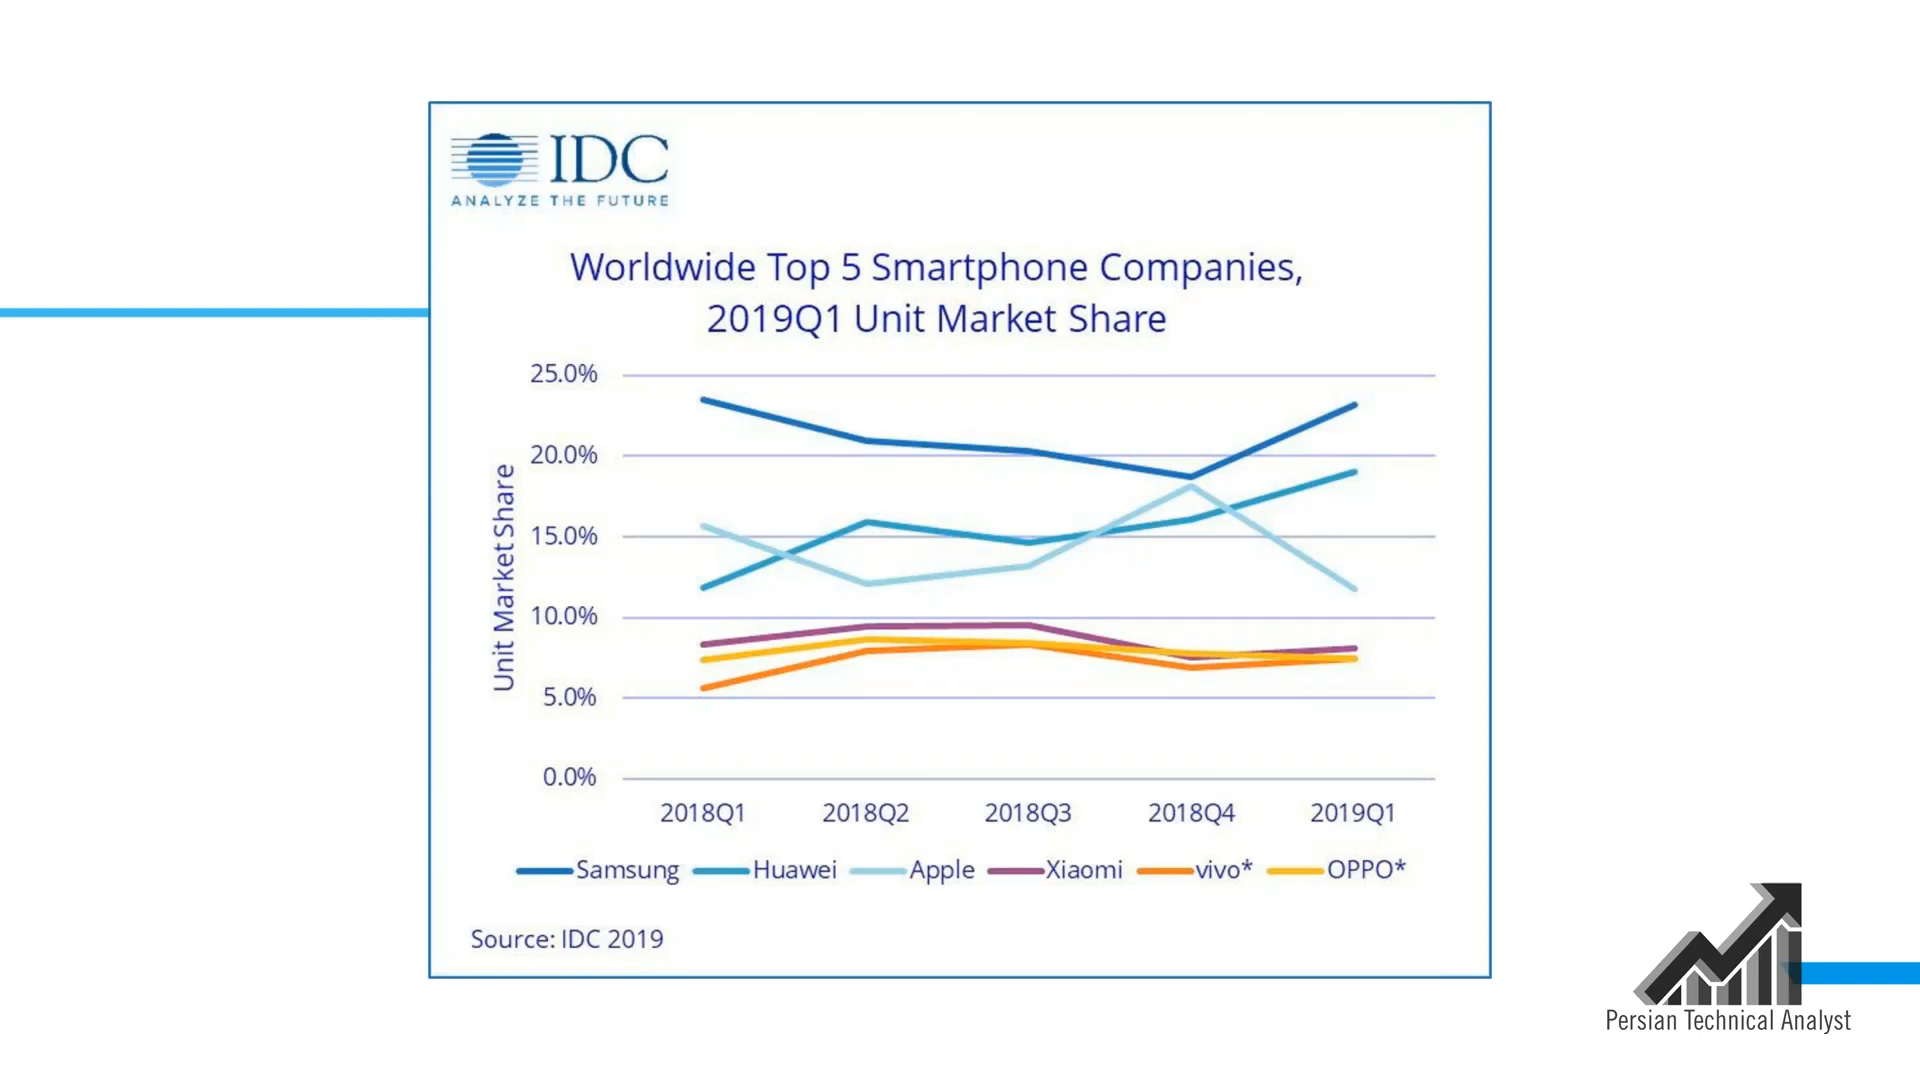 IDC
ANALYZE THE FUTURE
Worldwide Top 5 Smartphone Companies,
2019Q1 Unit Market Share
25.0%
20.0%
15.0%
10.0%
5.0%
0.0%
Unit Market Share
2018Q1 2018Q2 2018Q3 2018Q4 2019Q1
Samsung Huawei Apple Xiaomi vivo* OPPO*
Source: IDC 2019
Persian Technical Analyst